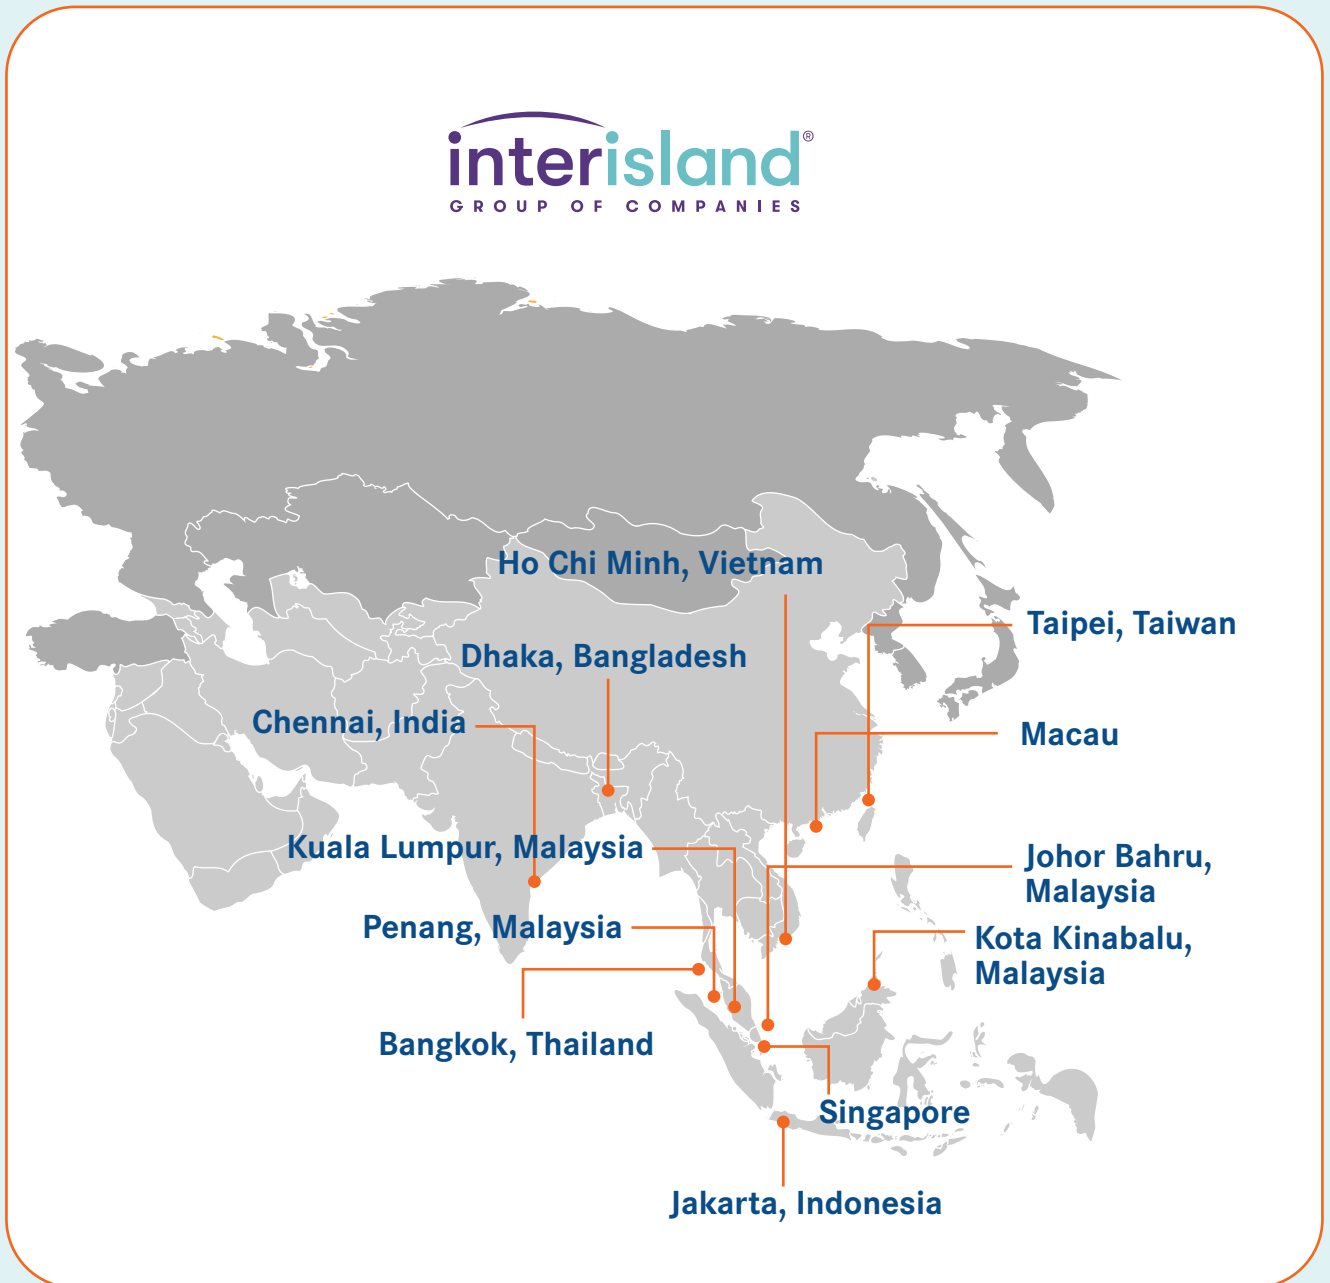 interisland®
GROUP OF COMPANIES
Ho Chi Minh, Vietnam
Taipei, Taiwan
Dhaka, Bangladesh
Chennai, India
Macau
Kuala Lumpur, Malaysia
Johor Bahru,
Malaysia
Penang, Malaysia
Kota Kinabalu,
Malaysia
Bangkok, Thailand
Singapore
Jakarta, Indonesia